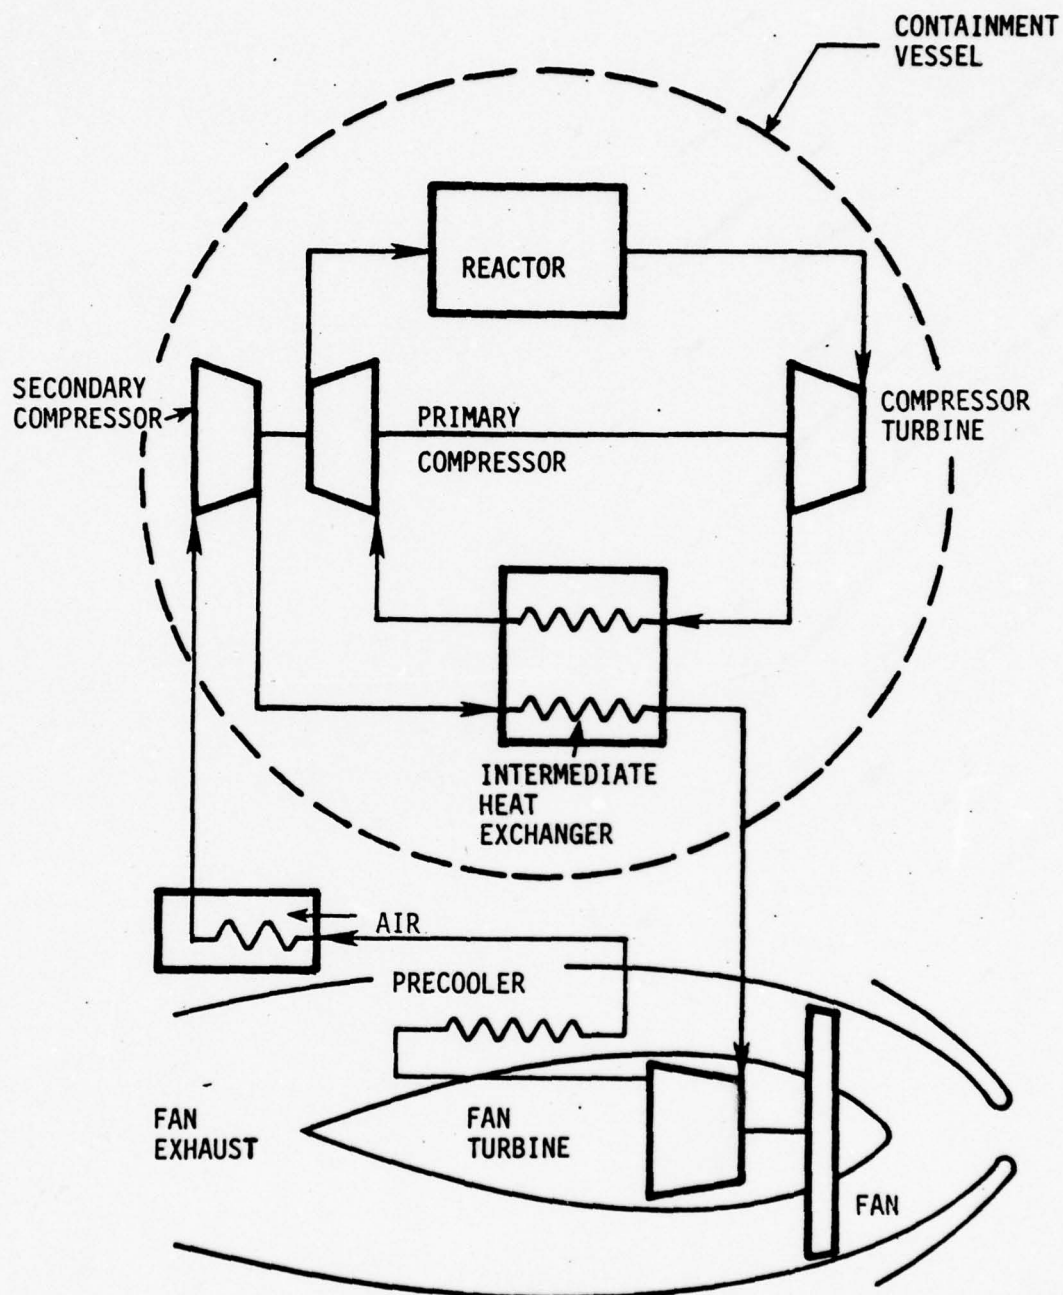 CONTAINMENT
VESSEL
REACTOR
SECONDARY
COMPRESSOR
PRIMARY
COMPRESSOR
COMPRESSOR
TURBINE
INTERMEDIATE
HEAT
EXCHANGER
AIR
PRECOOLER
FAN
EXHAUST
FAN
TURBINE
FAN